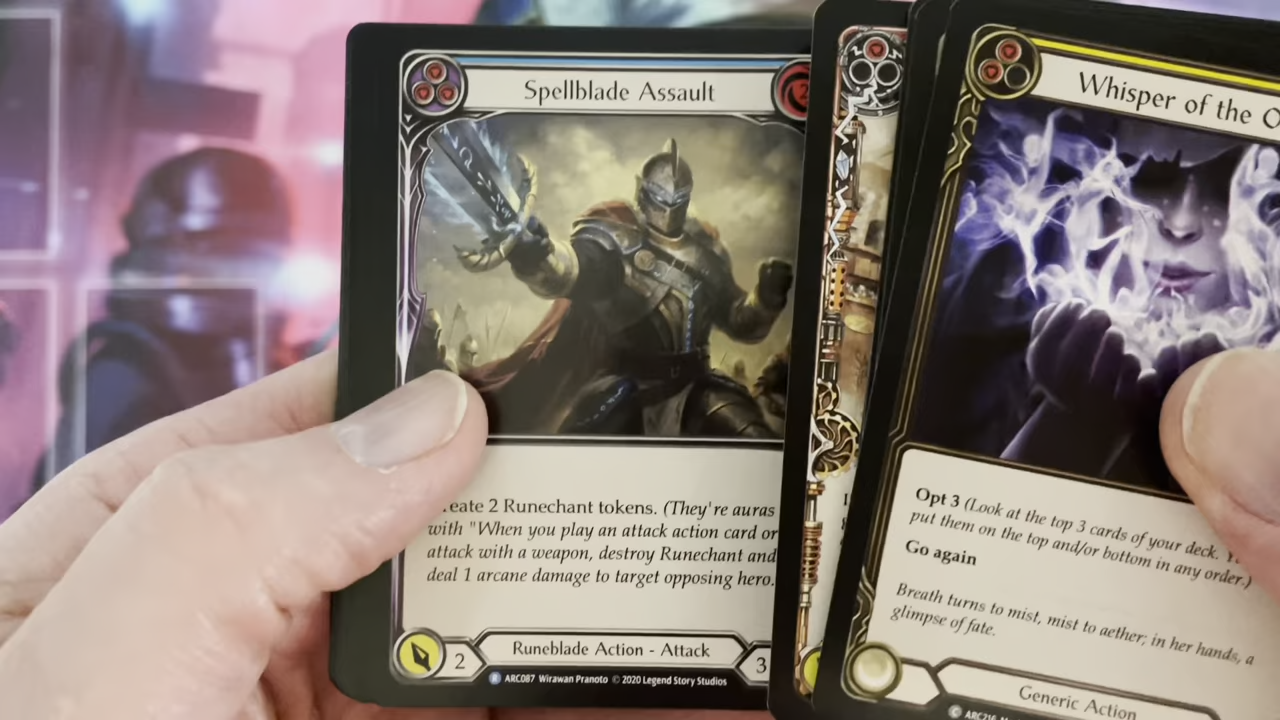 Spellblade Assault
2
eate 2 Runechant tokens. (They're auras
with "When you play an attack action card or
attack with a weapon, destroy Runechant and
deal 1 arcane damage to target opposing hero.
2
Runeblade Action - Attack
3
R ARC087 Wirawan Pranoto © 2020 Legend Story Studios
Whisper of the O
Opt 3 (Look at the top 3 cards of your deck.
put them on the top and/or bottom in any order.)
Go again
Breath turns to mist, mist to aether; in her hands, a
glimpse of fate.
Generic Action
C ARC216